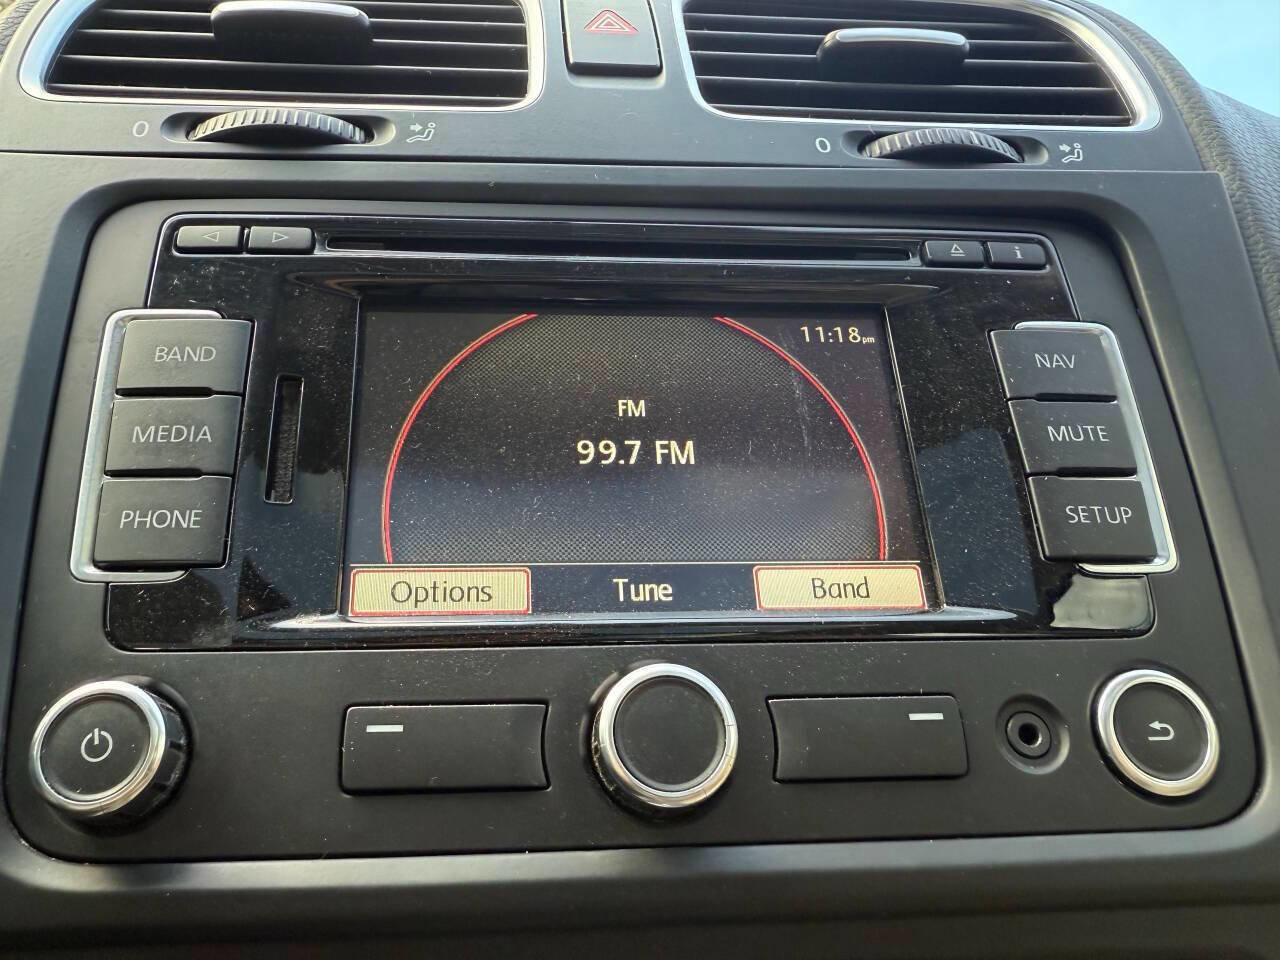 0
0
i
BAND
MEDIA
PHONE
11:18pm
FM
99.7 FM
Options
Tune
Band
NAV
MUTE
SETUP